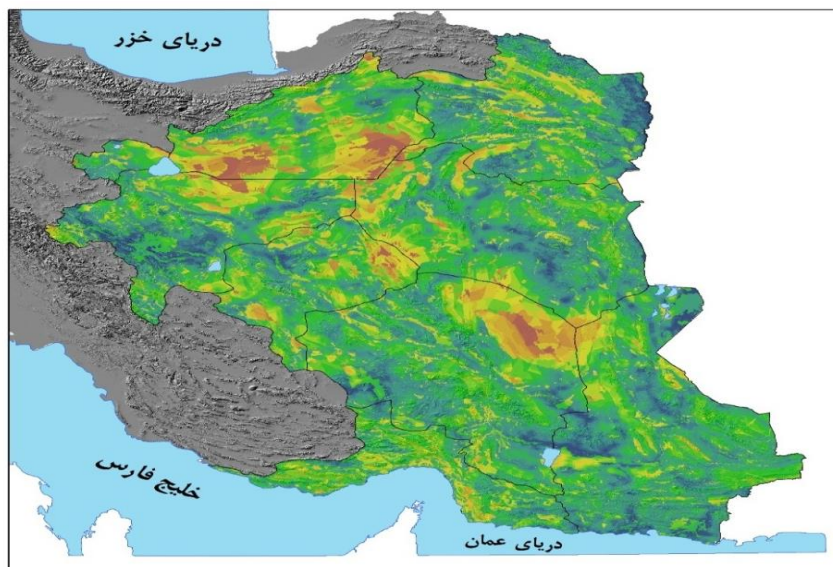 دریای خزر
خلیج فارس
دریای عمان